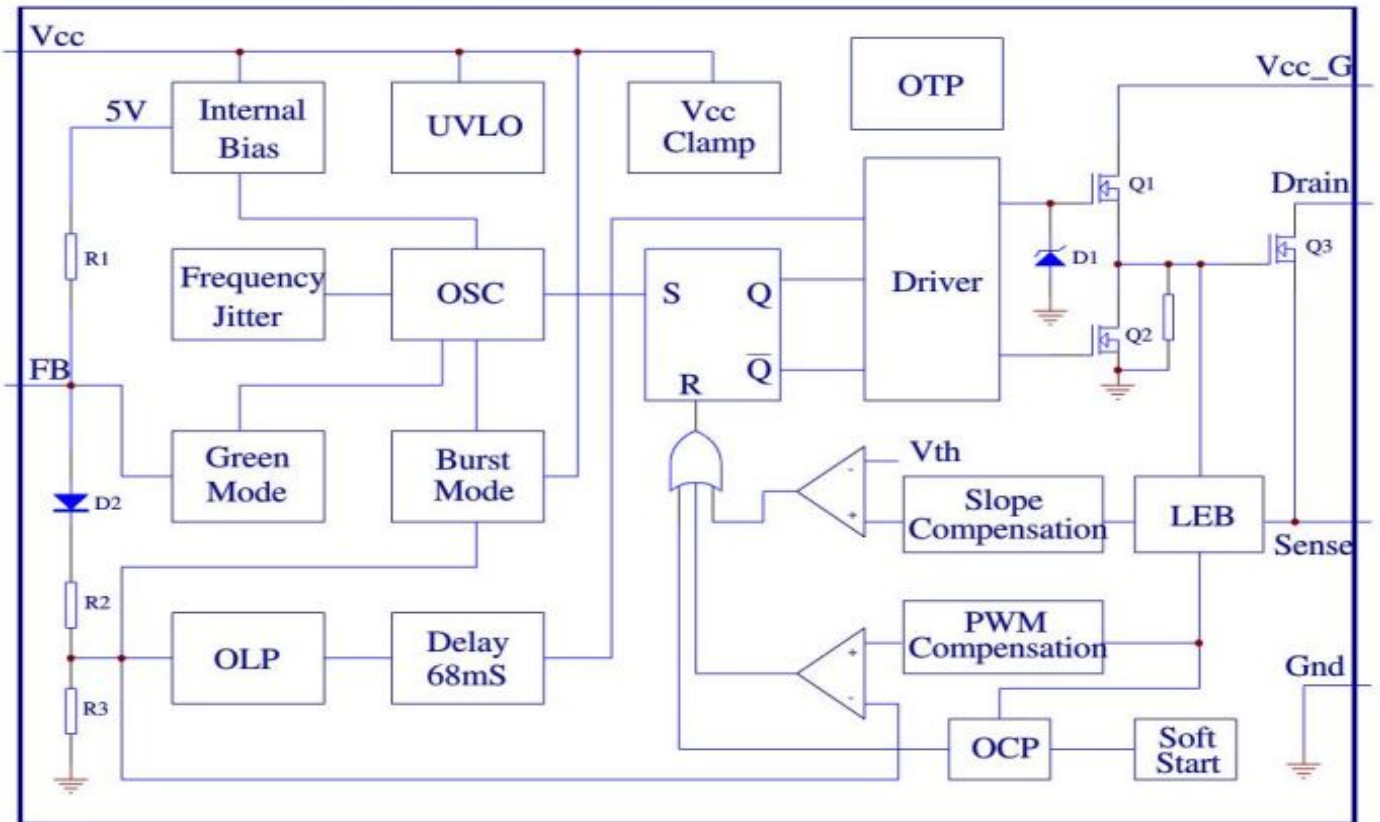 Vcc
OTP
Vcc_G
5V
Internal
Bias
UVLO
Vcc
Clamp
Q1
Drain
R1
Frequency
Jitter
OSC
S
Q
Driver
D1
Q3
FB
Q
R
Q2
Green
Mode
Burst
Mode
Vth
-
+
Slope
Compensation
LEB
Sense
D2
R2
OLP
Delay
68mS
+
-
PWM
Compensation
Gnd
R3
OCP
Soft
Start